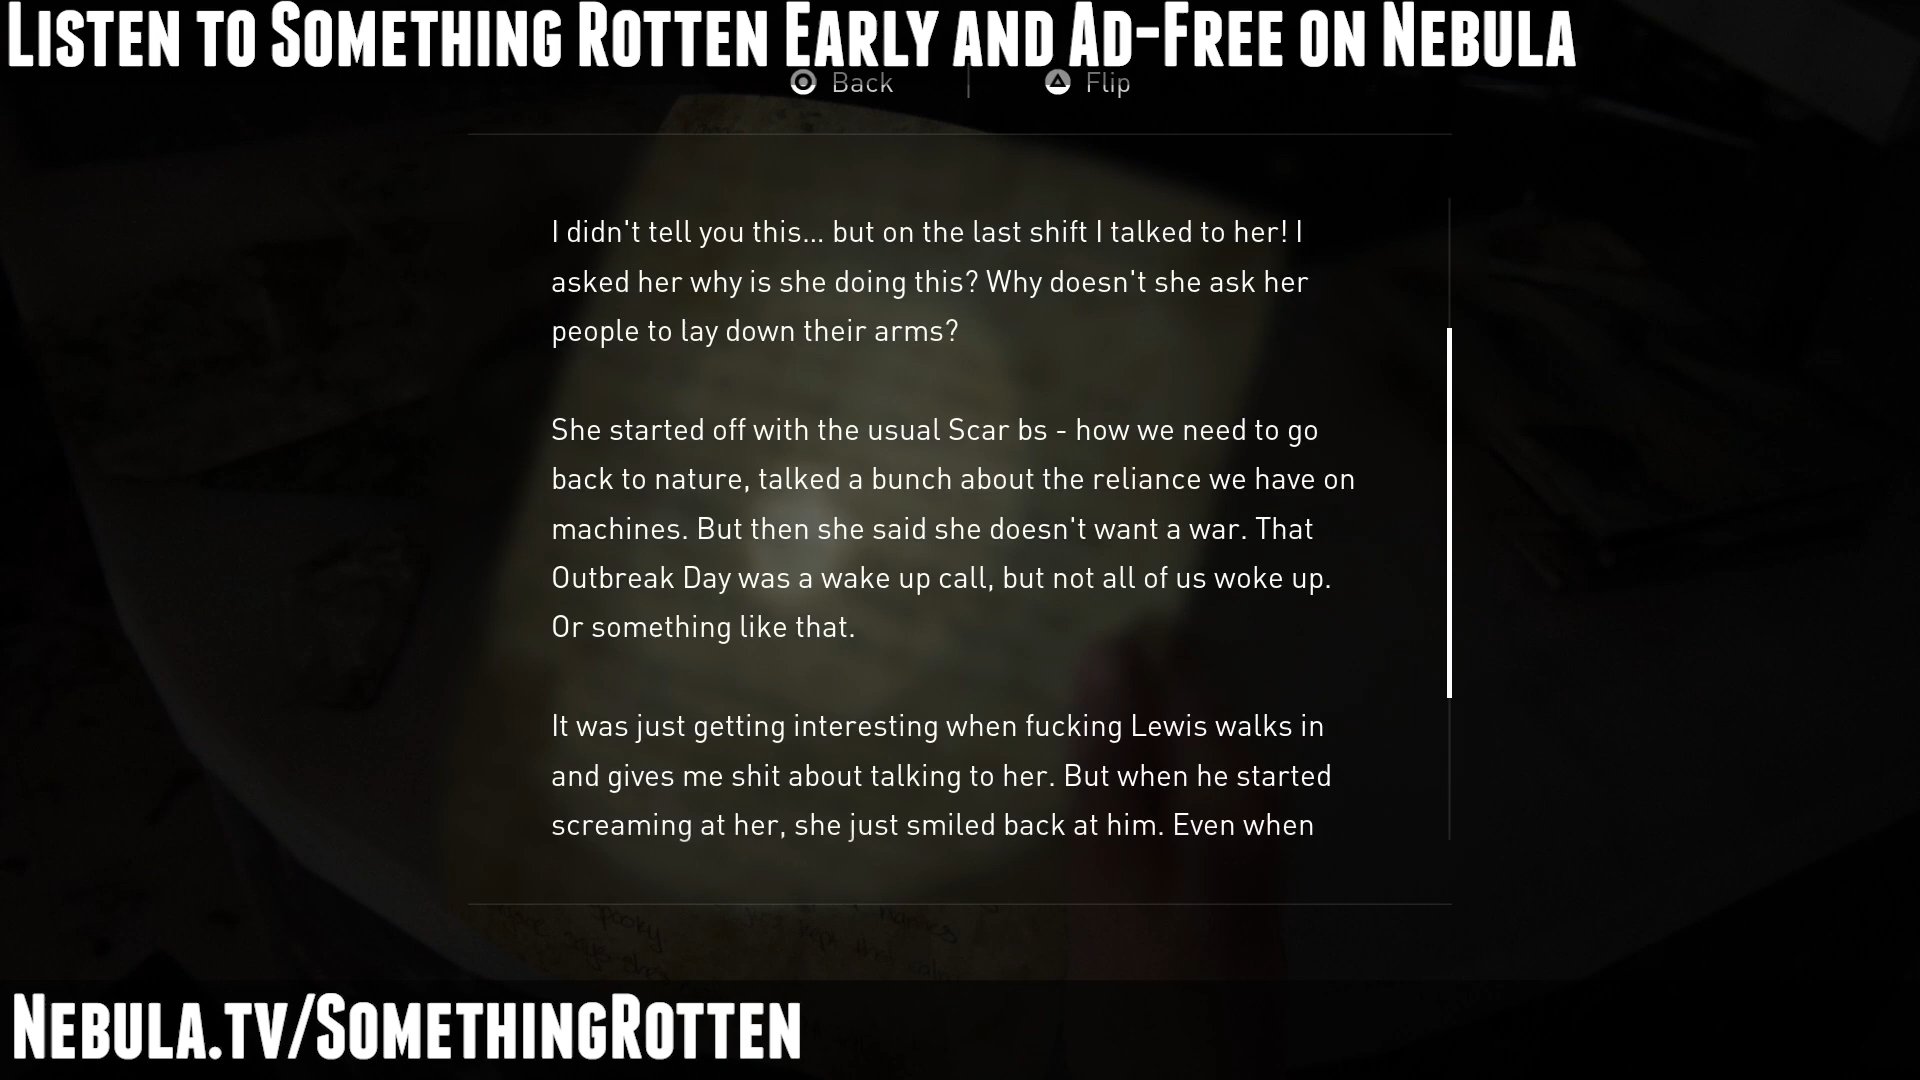 Listen to Something Rotten Early and Ad-Free on Nebula
Back | Flip
I didn't tell you this... but on the last shift I talked to her! I
asked her why is she doing this? Why doesn't she ask her
people to lay down their arms?
She started off with the usual Scar bs - how we need to go
back to nature, talked a bunch about the reliance we have on
machines. But then she said she doesn't want a war. That
Outbreak Day was a wake up call, but not all of us woke up.
Or something like that.
It was just getting interesting when fucking Lewis walks in
and gives me shit about talking to her. But when he started
screaming at her, she just smiled back at him. Even when
spooky
Nebula.tv/SomethingRotten